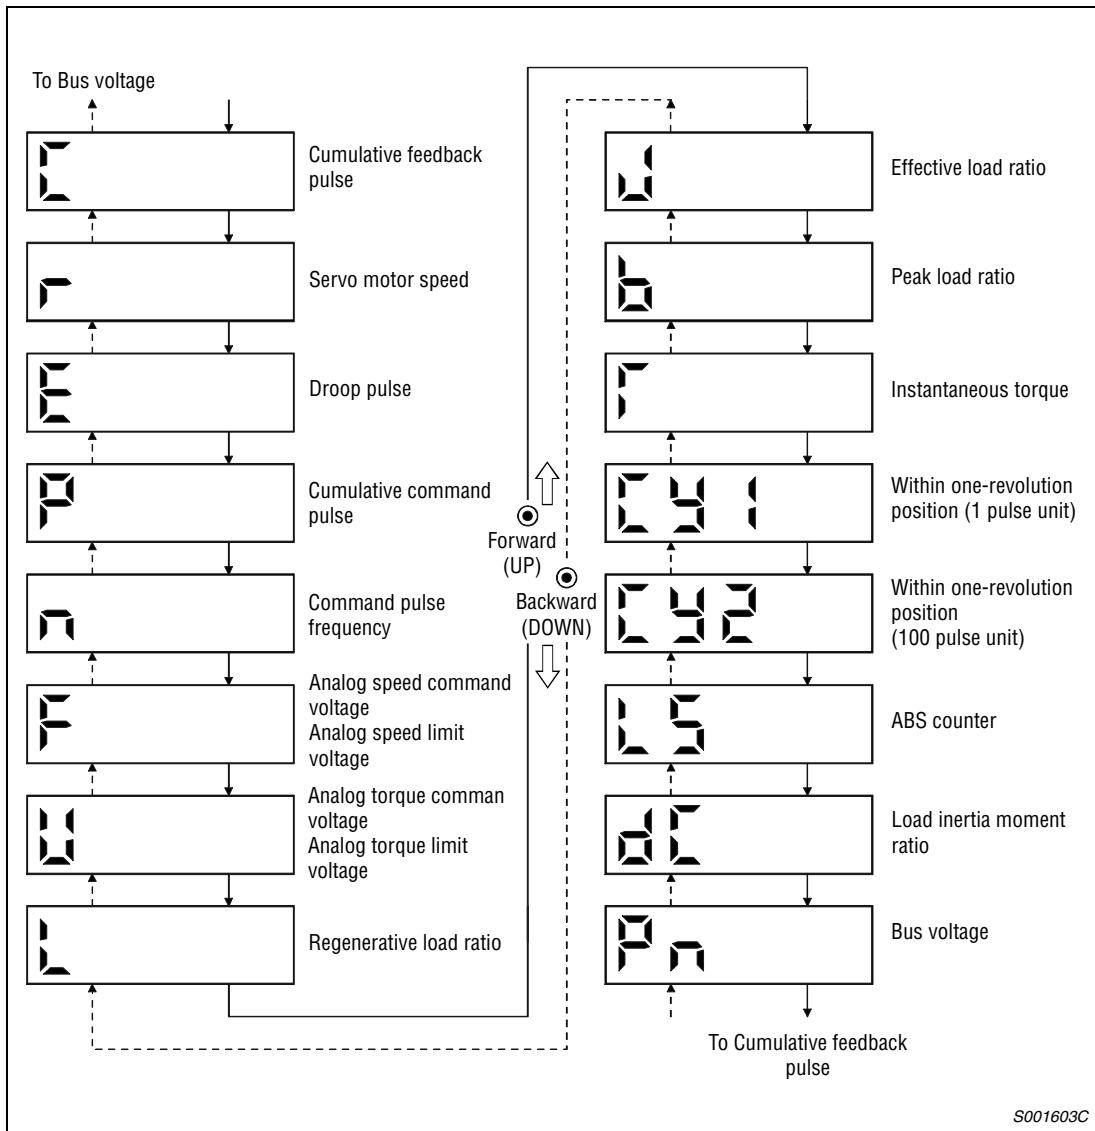 To Bus voltage
C
Cumulative feedback
pulse
r
Servo motor speed
E
Droop pulse
P
Cumulative command
pulse
n
Command pulse
frequency
F
Analog speed command
voltage
Analog speed limit
voltage
U
Analog torque comman
voltage
Analog torque limit
voltage
L
Regenerative load ratio
Forward
(UP)
Backward
(DOWN)
J
Effective load ratio
b
Peak load ratio
T
Instantaneous torque
Cy1
Within one-revolution
position (1 pulse unit)
Cy2
Within one-revolution
position
(100 pulse unit)
LS
ABS counter
dC
Load inertia moment
ratio
Pn
Bus voltage
To Cumulative feedback
pulse
S001603C